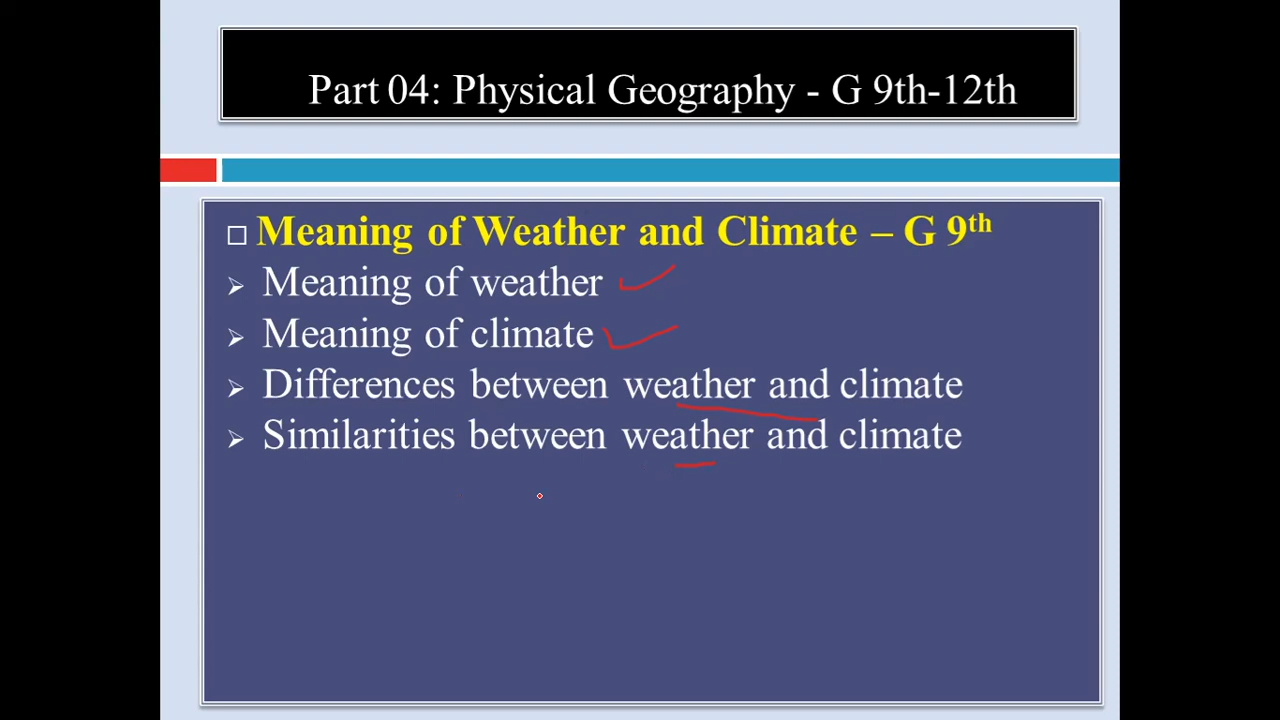 Part 04: Physical Geography - G 9th-12th
Meaning of Weather and Climate – G 9th
Meaning of weather
Meaning of climate
Differences between weather and climate
Similarities between weather and climate